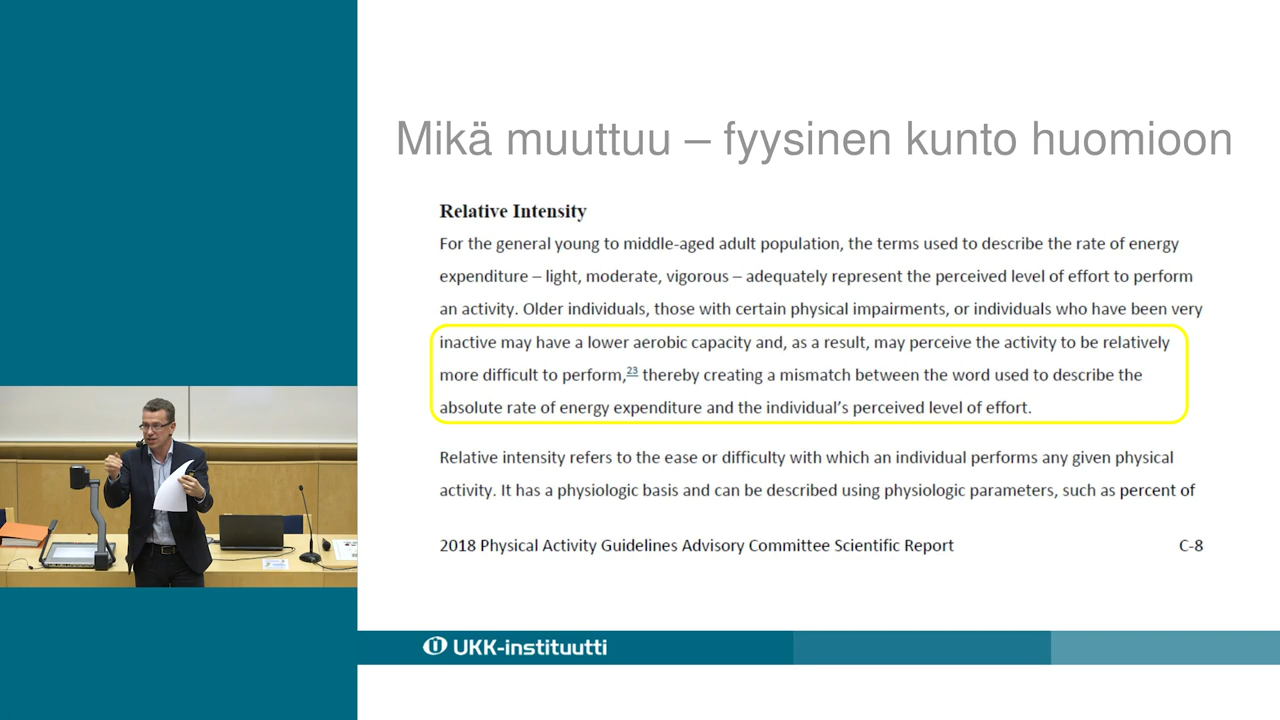 Mikä muuttuu – fyysinen kunto huomioon
Relative Intensity
For the general young to middle-aged adult population, the terms used to describe the rate of energy
expenditure – light, moderate, vigorous – adequately represent the perceived level of effort to perform
an activity. Older individuals, those with certain physical impairments, or individuals who have been very
inactive may have a lower aerobic capacity and, as a result, may perceive the activity to be relatively
more difficult to perform,23 thereby creating a mismatch between the word used to describe the
absolute rate of energy expenditure and the individual's perceived level of effort.
Relative intensity refers to the ease or difficulty with which an individual performs any given physical
activity. It has a physiologic basis and can be described using physiologic parameters, such as percent of
2018 Physical Activity Guidelines Advisory Committee Scientific Report C-8
UKK-instituutti